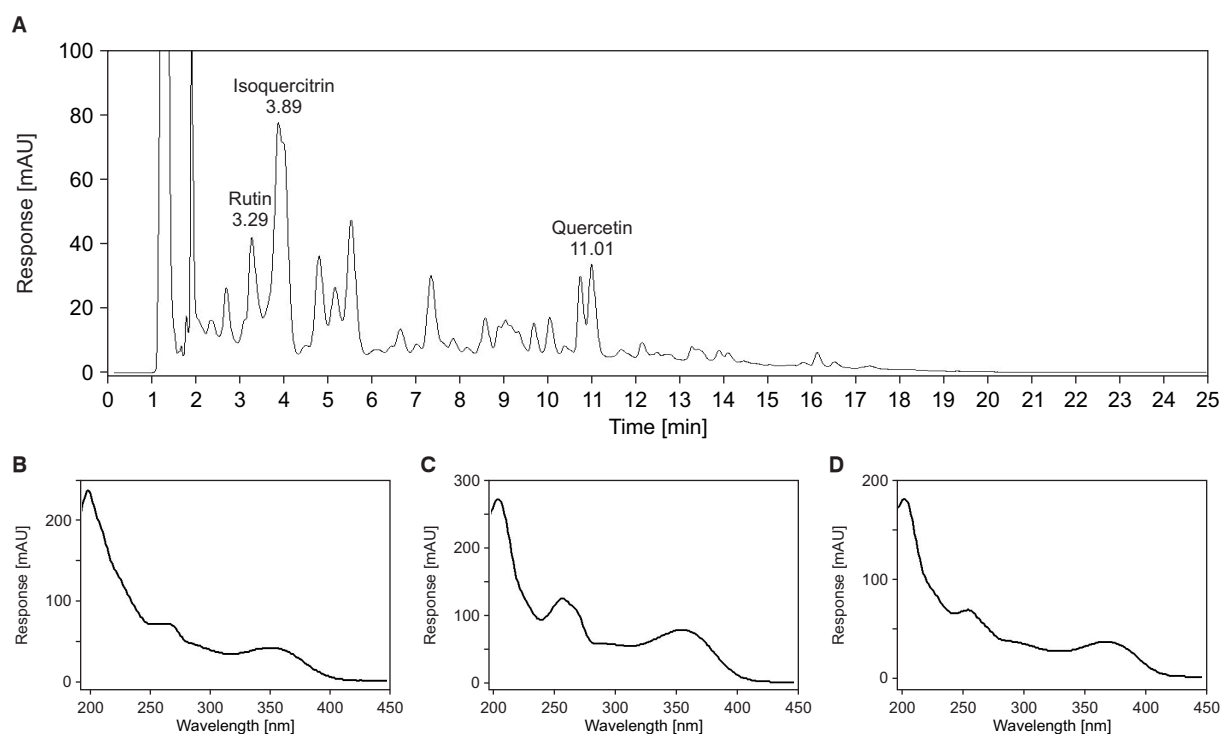 A
Response [mAU]
100
80
60
40
20
0
Isoquercitrin
3.89
Rutin
3.29
Quercetin
11.01
0 1 2 3 4 5 6 7 8 9 10 11 12 13 14 15 16 17 18 19 20 21 22 23 24 25
Time [min]
B
Response [mAU]
200
100
0
200 250 300 350 400 450
Wavelength [nm]
C
Response [mAU]
300
200
100
0
200 250 300 350 400 450
Wavelength [nm]
D
Response [mAU]
200
100
0
200 250 300 350 400 450
Wavelength [nm]